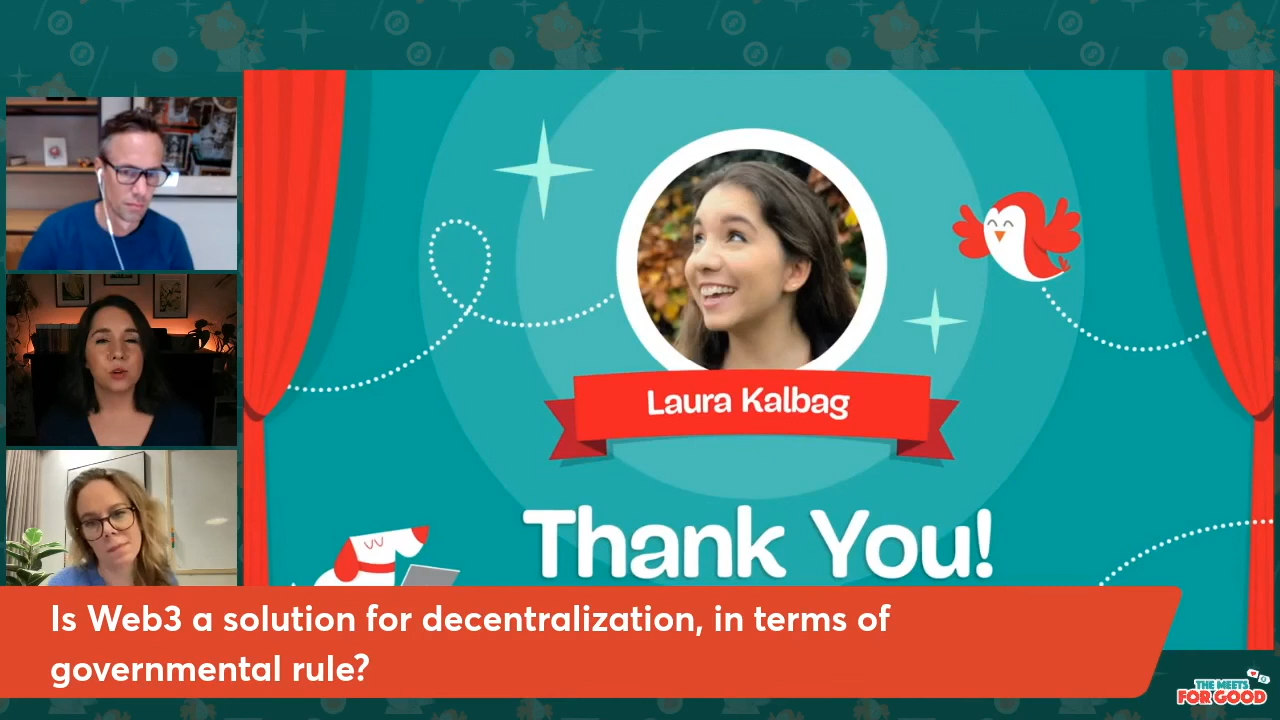 Laura Kalbag
Thank You!
Is Web3 a solution for decentralization, in terms of
governmental rule?
THE MEETS
FOR GOOD